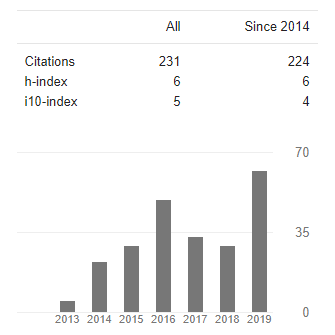 All Since 2014
Citations 231 224
h-index 6 6
i10-index 5 4
70
35
0
2013 2014 2015 2016 2017 2018 2019